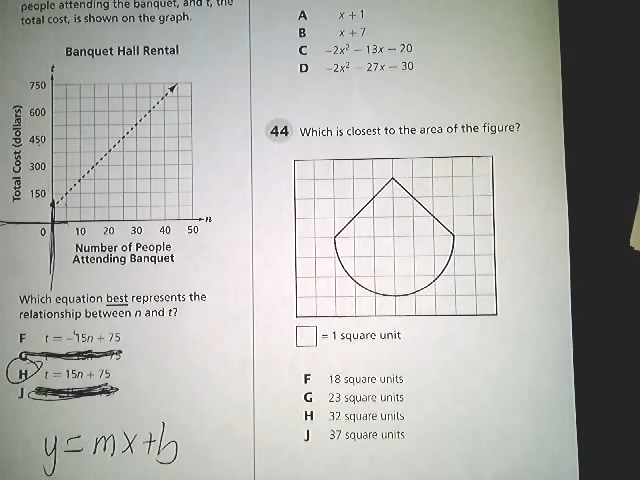 people attending the banquet, and t, the
total cost, is shown on the graph.
Banquet Hall Rental
t
Total Cost (dollars)
750
600
450
300
150
0
10 20 30 40 50
n
Number of People
Attending Banquet
Which equation best represents the
relationship between n and t?
F t = -15n + 75
G 75
H t = 15n + 75
J
y=mx+b
A x + 1
B x + 7
C -2x² - 13x - 20
D -2x² - 27x - 30
44 Which is closest to the area of the figure?
= 1 square unit
F 18 square units
G 23 square units
H 32 square units
J 37 square units